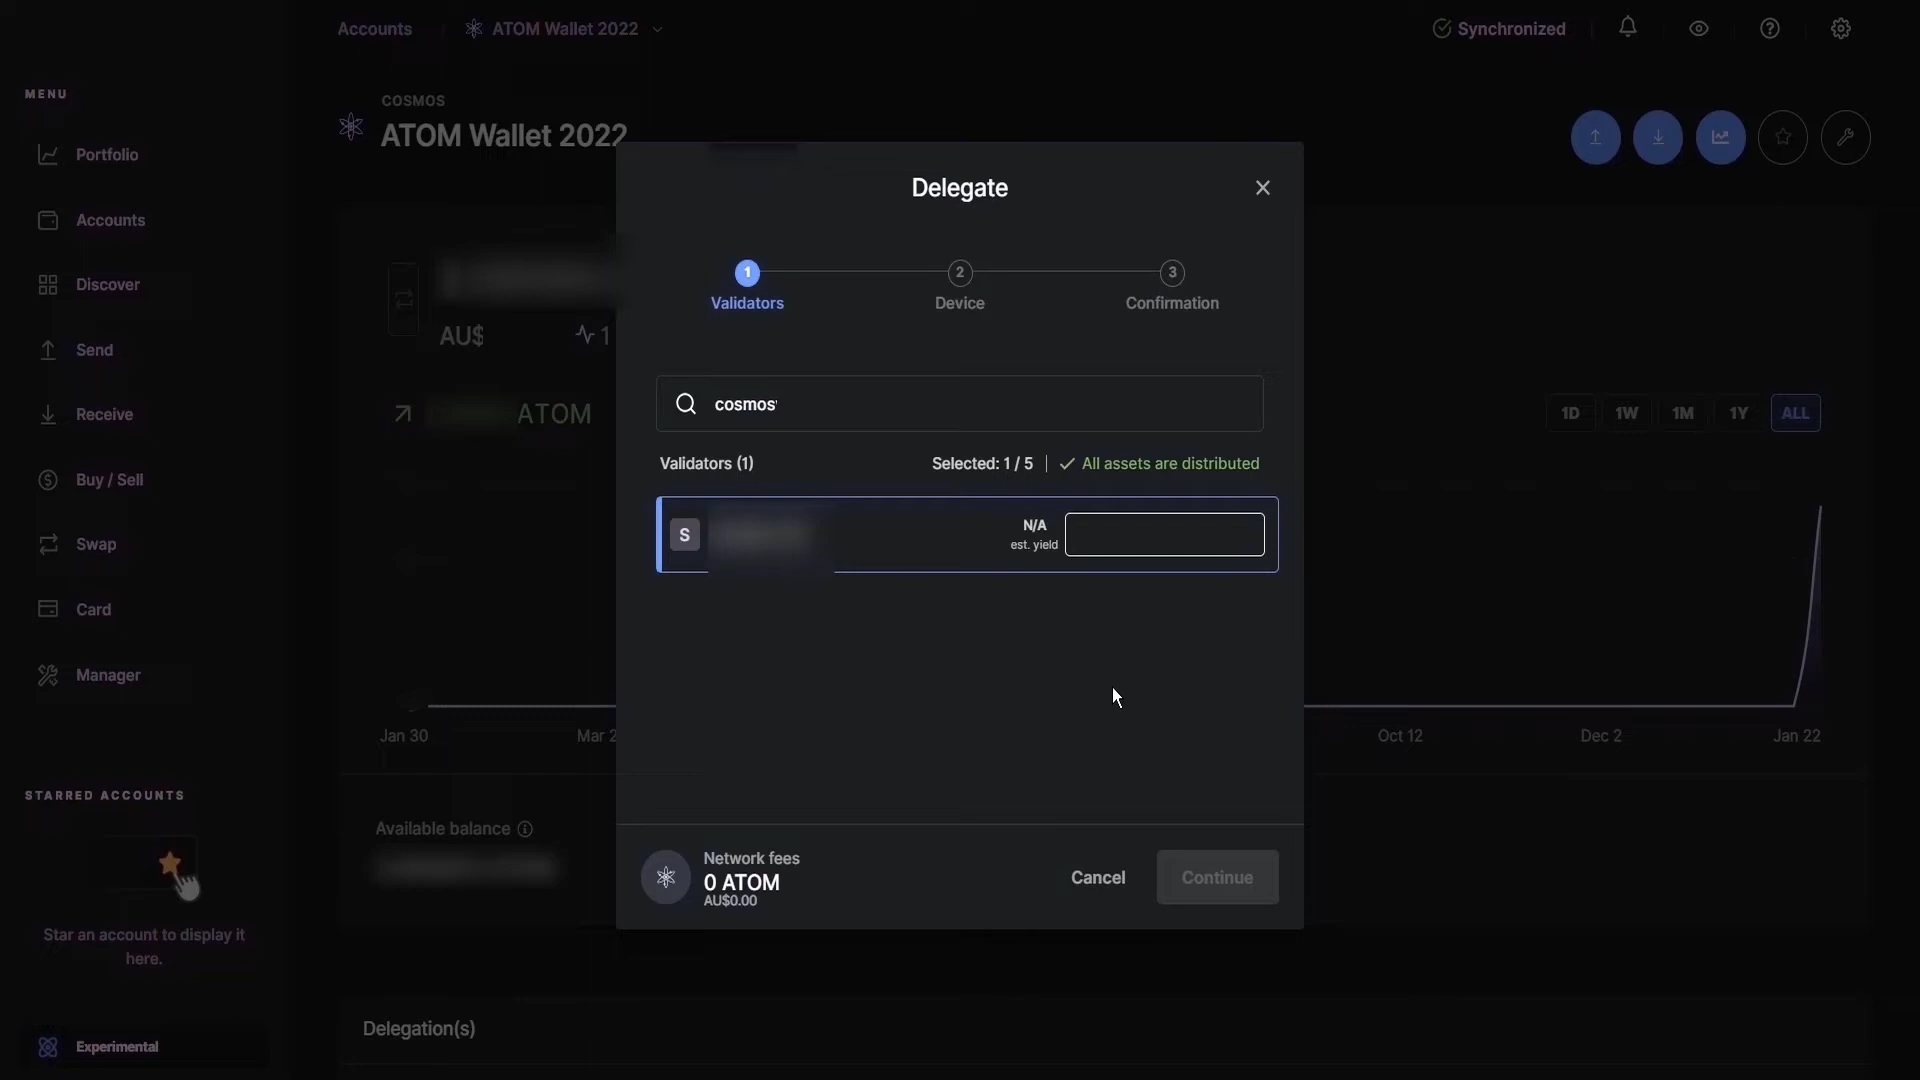 Accounts
ATOM Wallet 2022
Synchronized
MENU
Portfolio
Accounts
Discover
Send
Receive
Buy / Sell
Swap
Card
Manager
STARRED ACCOUNTS
Star an account to display it
here.
Experimental
COSMOS
ATOM Wallet 2022
AU$
1
ATOM
1D
1W
1M
1Y
ALL
Jan 30
Mar 2
Oct 12
Dec 2
Jan 22
Available balance
Delegation(s)
Delegate
1
2
3
Validators
Device
Confirmation
cosmos
Validators (1)
Selected: 1 / 5
All assets are distributed
S
N/A
est. yield
Network fees
0 ATOM
AU$0.00
Cancel
Continue